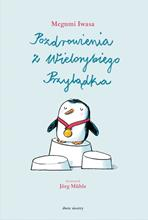 Megumi Iwasa
Pozdrowienia
z Wielorybiego
Przylądka
Jörg Mühle
dwie siostry